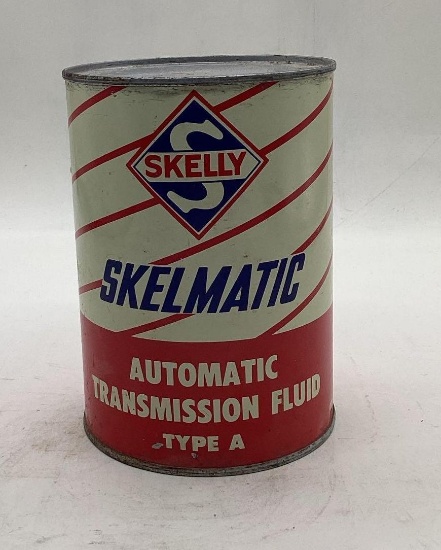 S
SKELLY
SKELMATIC
AUTOMATIC
TRANSMISSION FLUID
TYPE A